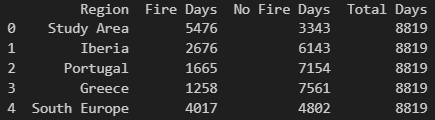 Region Fire Days No Fire Days Total Days
0 Study Area 5476 3343 8819
1 Iberia 2676 6143 8819
2 Portugal 1665 7154 8819
3 Greece 1258 7561 8819
4 South Europe 4017 4802 8819